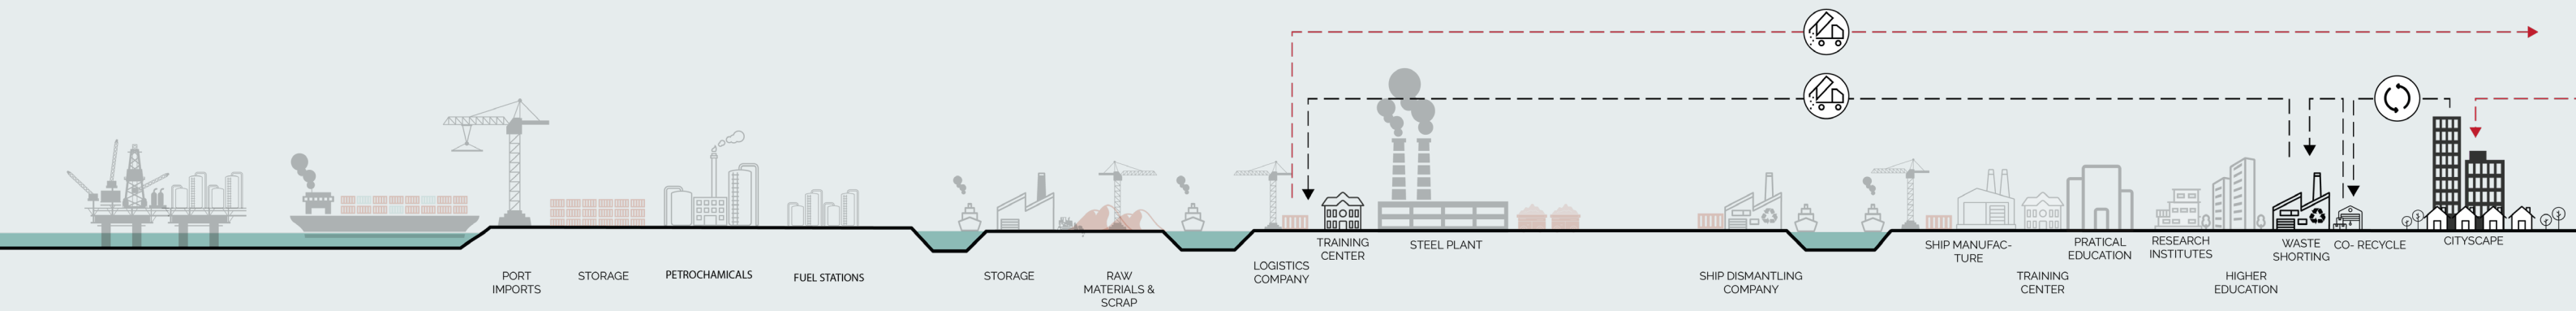 PORT
IMPORTS
STORAGE
PETROCHAMICALS
FUEL STATIONS
STORAGE
RAW
MATERIALS &
SCRAP
LOGISTICS
COMPANY
TRAINING
CENTER
STEEL PLANT
SHIP DISMANTLING
COMPANY
SHIP MANUFAC-
TURE
TRAINING
CENTER
PRATICAL
EDUCATION
RESEARCH
INSTITUTES
HIGHER
EDUCATION
WASTE
SHORTING
CO- RECYCLE
CITYSCAPE